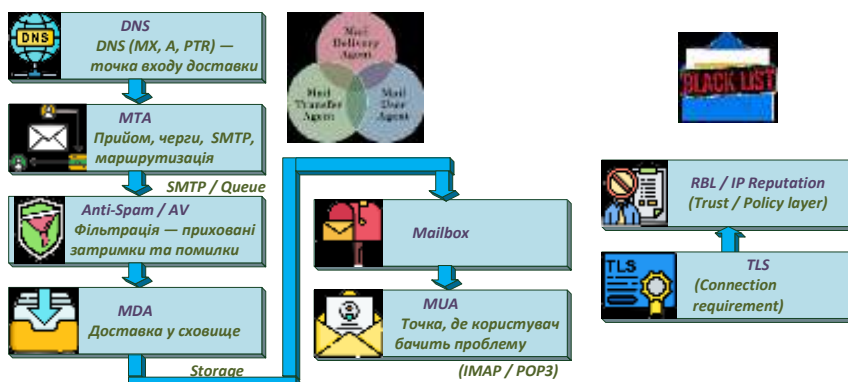 DNS
DNS
DNS (MX, A, PTR) —
точка входу доставки
MTA
Прийом, черги, SMTP,
маршрутизація
SMTP / Queue
Anti-Spam / AV
Фільтрація — приховані
затримки та помилки
MDA
Доставка у сховище
Storage
Mail
Delivery
Agent
Mail
Transfer
Agent
Mail
User
Agent
Mailbox
MUA
Точка, де користувач
бачить проблему
(IMAP / POP3)
BLACK LIST
RBL / IP Reputation
(Trust / Policy layer)
TLS
TLS
(Connection
requirement)